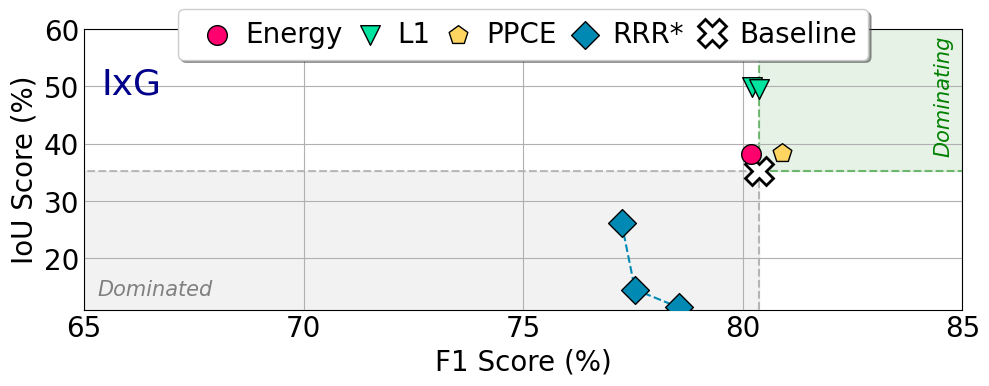 Energy L1 PPCE RRR* Baseline
60
50
40
30
20
IoU Score (%)
IxG
Dominating
Dominated
65 70 75 80 85
F1 Score (%)